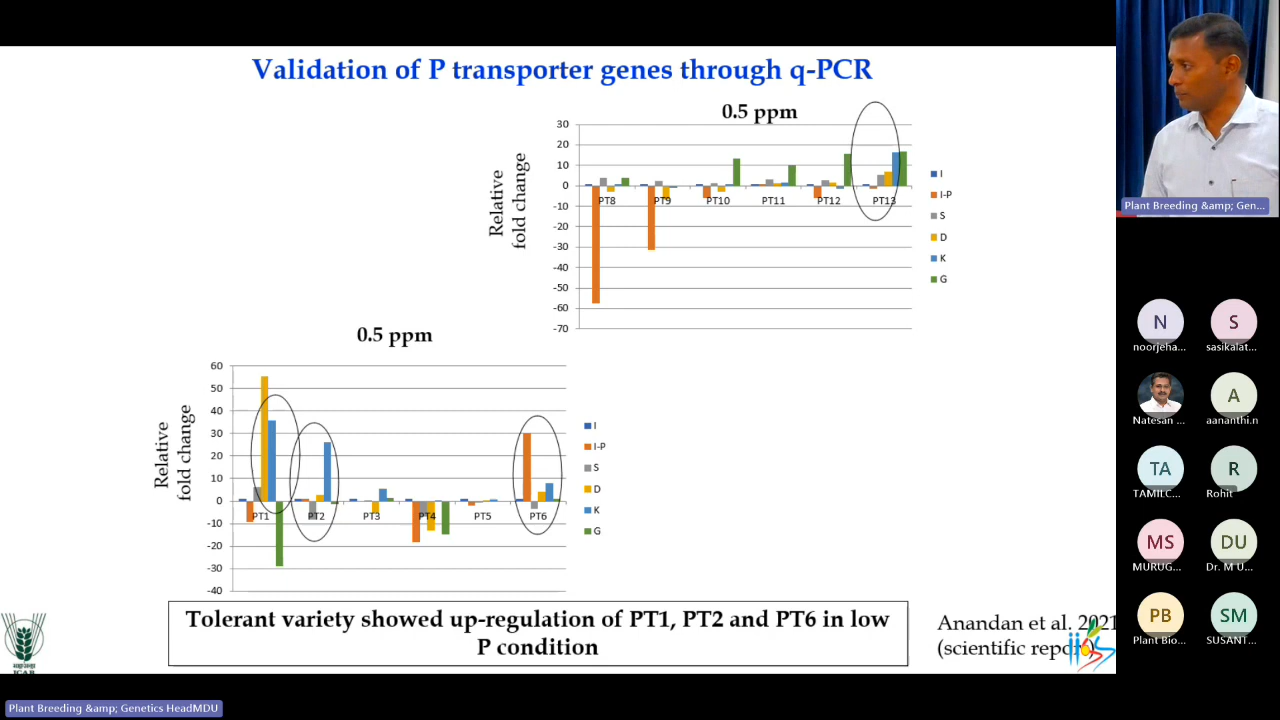 Validation of P transporter genes through q-PCR
0.5 ppm
Relative
fold change
30
20
10
0
-10
-20
-30
-40
-50
-60
-70
PT8
PT9
PT10
PT11
PT12
PT13
I
I-P
S
D
K
G
0.5 ppm
Relative
fold change
60
50
40
30
20
10
0
-10
-20
-30
-40
PT1
PT2
PT3
PT4
PT5
PT6
I
I-P
S
D
K
G
Tolerant variety showed up-regulation of PT1, PT2 and PT6 in low
P condition
Anandan et al. 2021
(scientific report)
ICAR
Plant Breeding &amp; Genetics HeadMDU
Plant Breeding &amp; Gen...
N
noorjeha...
S
sasikalat...
Natesan ...
A
aananthi.n
TA
TAMILC...
R
Rohit
MS
MURUG...
DU
Dr. M U...
PB
Plant Bio...
SM
SUSANT...